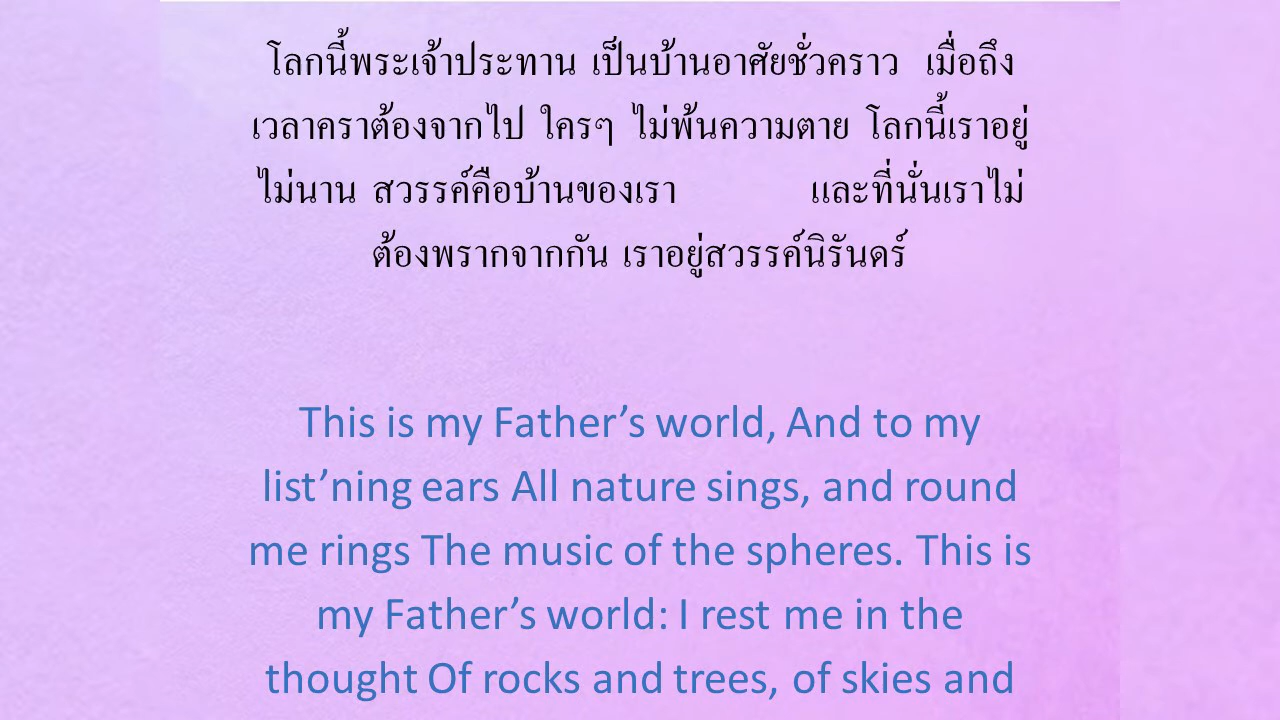 โลกนี้พระเจ้าประทาน เป็นบ้านอาศัยชั่วคราว เมื่อถึง
เวลาคราต้องจากไป ใครๆ ไม่พ้นความตาย โลกนี้เราอยู่
ไม่นาน สวรรค์คือบ้านของเรา และที่นั่นเราไม่
ต้องพรากจากกัน เราอยู่สวรรค์นิรันดร์
This is my Father’s world, And to my
list’ning ears All nature sings, and round
me rings The music of the spheres. This is
my Father’s world: I rest me in the
thought Of rocks and trees, of skies and